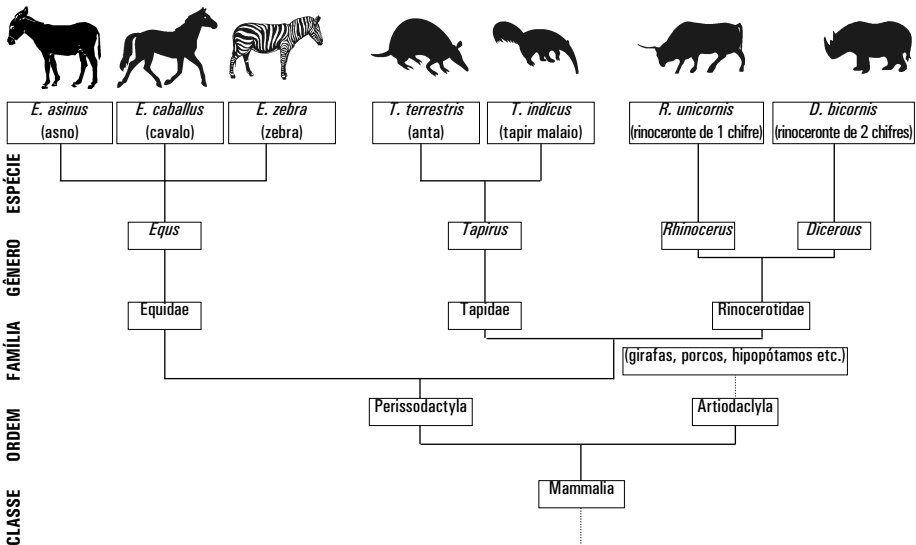 E. asinus
(asno)
E. caballus
(cavalo)
E. zebra
(zebra)
T. terrestris
(anta)
T. indicus
(tapir malaio)
R. unicornis
(rinoceronte de 1 chifre)
D. bicornis
(rinoceronte de 2 chifres)
ESPÉCIE
Equs
Tapirus
Rhinocerus
Dicerous
GÊNERO
Equidae
Tapidae
Rinocerotidae
FAMÍLIA
(girafas, porcos, hipopótamos etc.)
Perissodactyla
Artiodaclyla
ORDEM
Mammalia
CLASSE